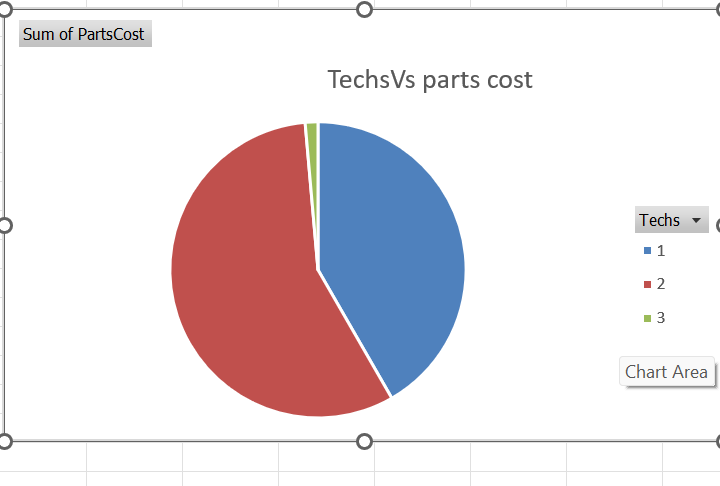 Sum of PartsCost
TechsVs parts cost
Techs
1
2
3
Chart Area